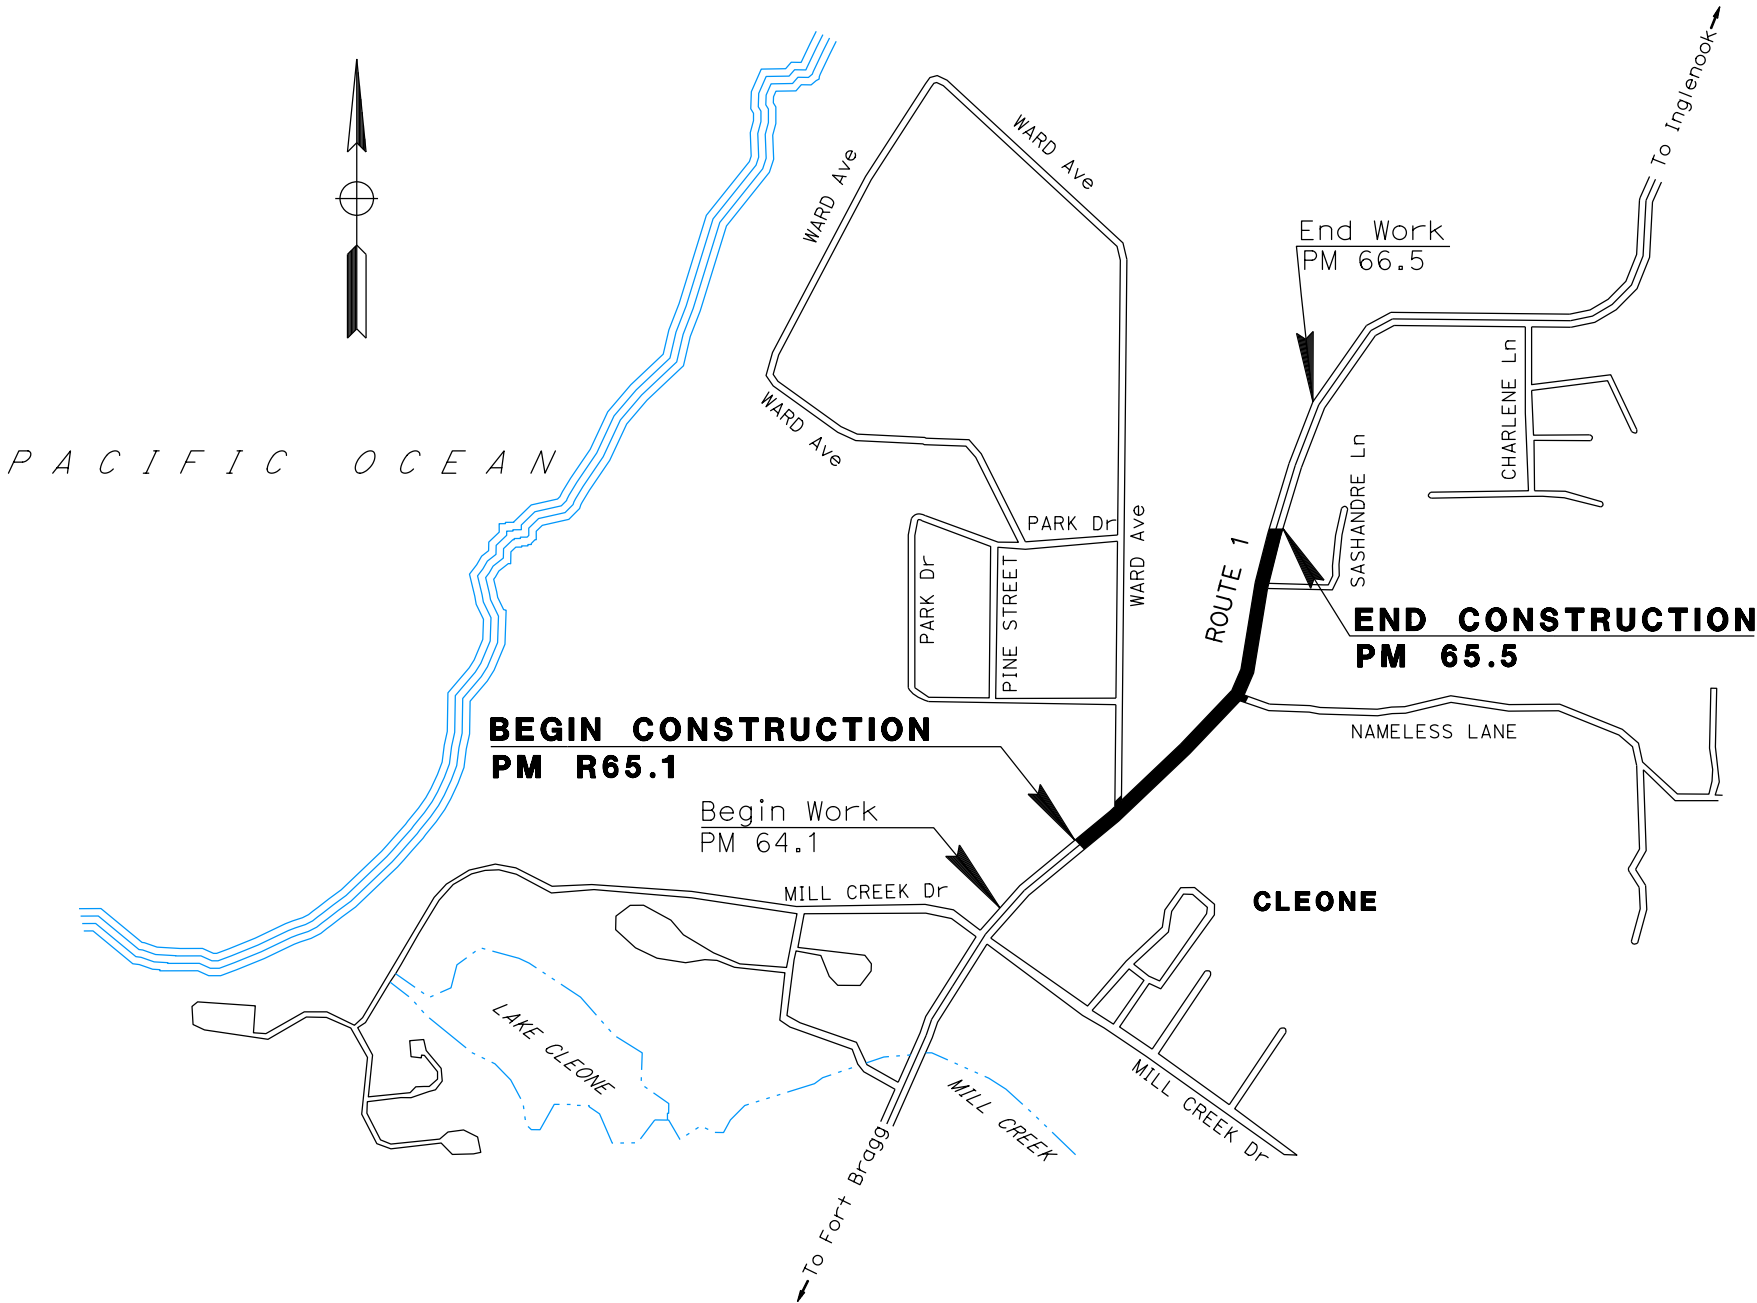 To Inglenook
WARD Ave
WARD Ave
End Work
PM 66.5
WARD Ave
CHARLENE Ln
PACIFIC OCEAN
SASHANDRE Ln
PARK Dr
WARD Ave
ROUTE 1
PARK Dr
PINE STREET
END CONSTRUCTION
PM 65.5
BEGIN CONSTRUCTION
PM R65.1
NAMELESS LANE
Begin Work
PM 64.1
MILL CREEK Dr
CLEONE
LAKE CLEONE
MILL CREEK
MILL CREEK Dr
To Fort Bragg